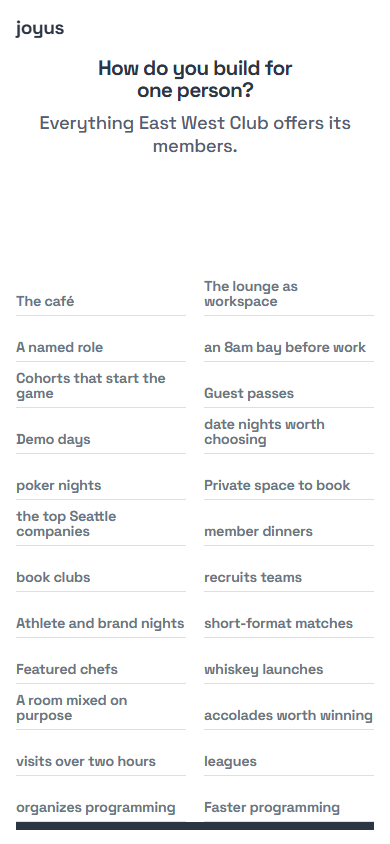 joyus
How do you build for
one person?
Everything East West Club offers its
members.
The café
The lounge as
workspace
A named role
an 8am bay before work
Cohorts that start the
game
Guest passes
Demo days
date nights worth
choosing
poker nights
Private space to book
the top Seattle
companies
member dinners
book clubs
recruits teams
Athlete and brand nights
short-format matches
Featured chefs
whiskey launches
A room mixed on
purpose
accolades worth winning
visits over two hours
leagues
organizes programming
Faster programming